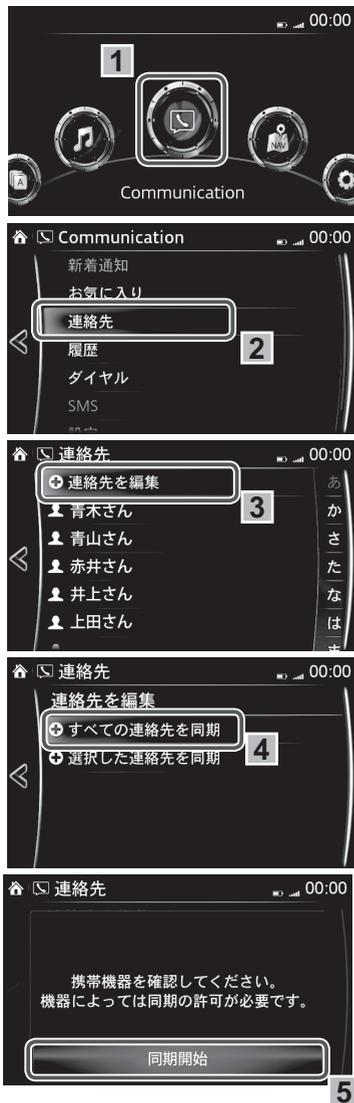 00:00
1
A
NAV
Communication
Communication 00:00
新着通知
お気に入り
連絡先
2
履歴
ダイヤル
SMS
設定
連絡先 00:00
連絡先を編集
3
あ
青木さん
か
青山さん
さ
赤井さん
た
井上さん
な
上田さん
は
ま
連絡先 00:00
連絡先を編集
すべての連絡先を同期
4
選択した連絡先を同期
連絡先 00:00
携帯機器を確認してください。
機器によっては同期の許可が必要です。
同期開始
5